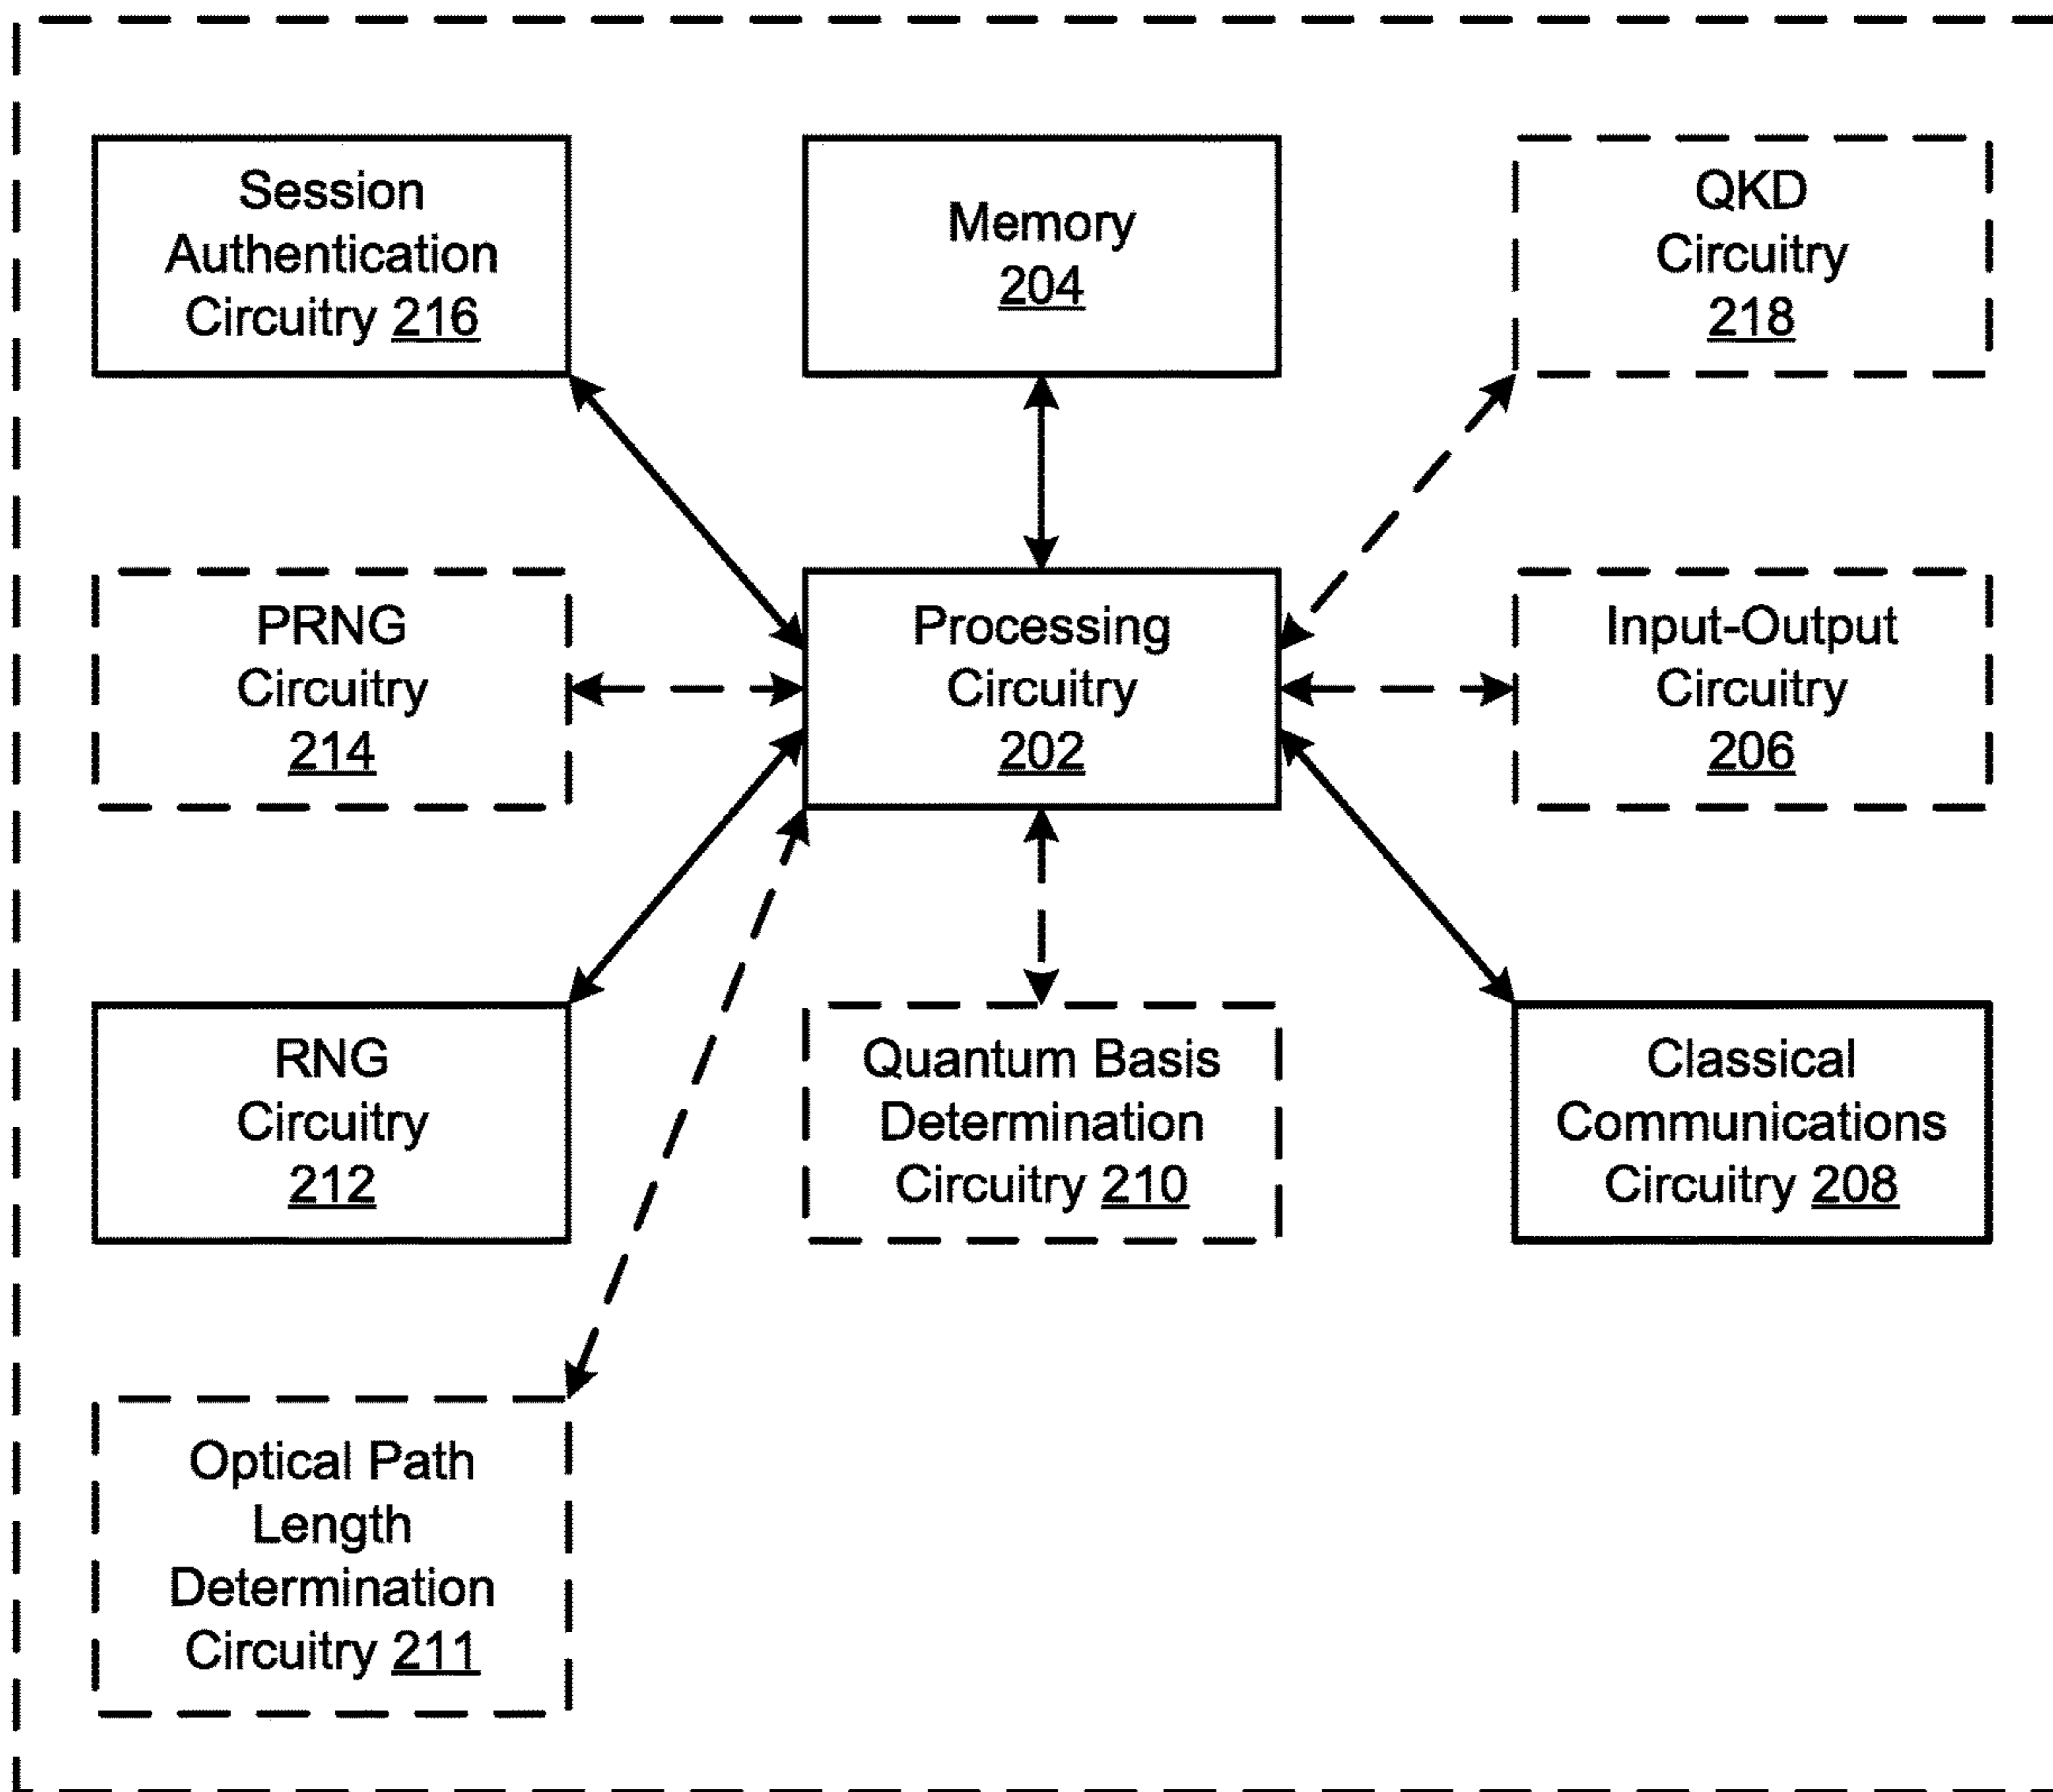 Session
Authentication
Circuitry 216
Memory
204
QKD
Circuitry
218
PRNG
Circuitry
214
Processing
Circuitry
202
Input-Output
Circuitry
206
RNG
Circuitry
212
Quantum Basis
Determination
Circuitry 210
Classical
Communications
Circuitry 208
Optical Path
Length
Determination
Circuitry 211